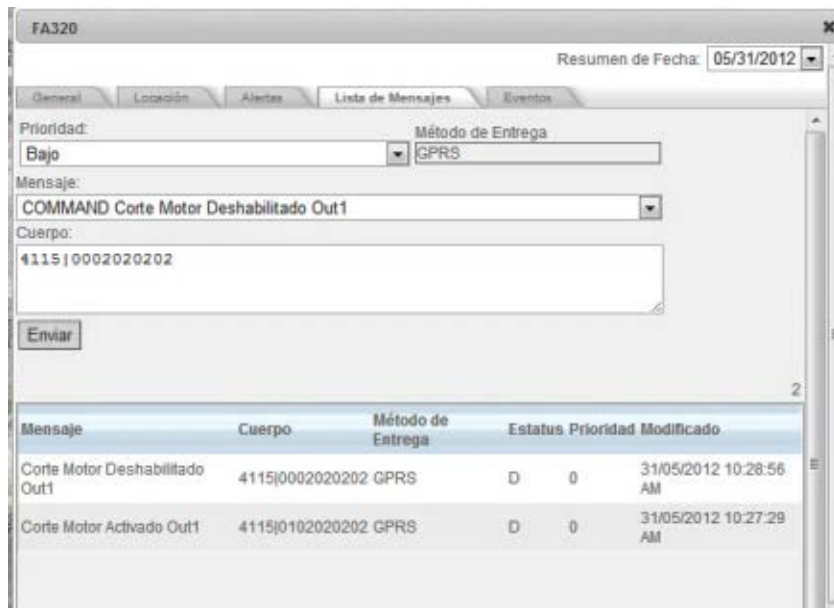 FA320
Resumen de Fecha: 05/31/2012
General Locación Alertas Lista de Mensajes Eventos
Prioridad:
Método de Entrega
Bajo
GPRS
Mensaje:
COMMAND Corte Motor Deshabilitado Out1
Cuerpo:
4115|0002020202
Enviar
2
Mensaje Cuerpo Método de Entrega Estatus Prioridad Modificado
Corte Motor Deshabilitado Out1 4115|0002020202 GPRS D 0 31/05/2012 10:28:56 AM
Corte Motor Activado Out1 4115|0102020202 GPRS D 0 31/05/2012 10:27:29 AM